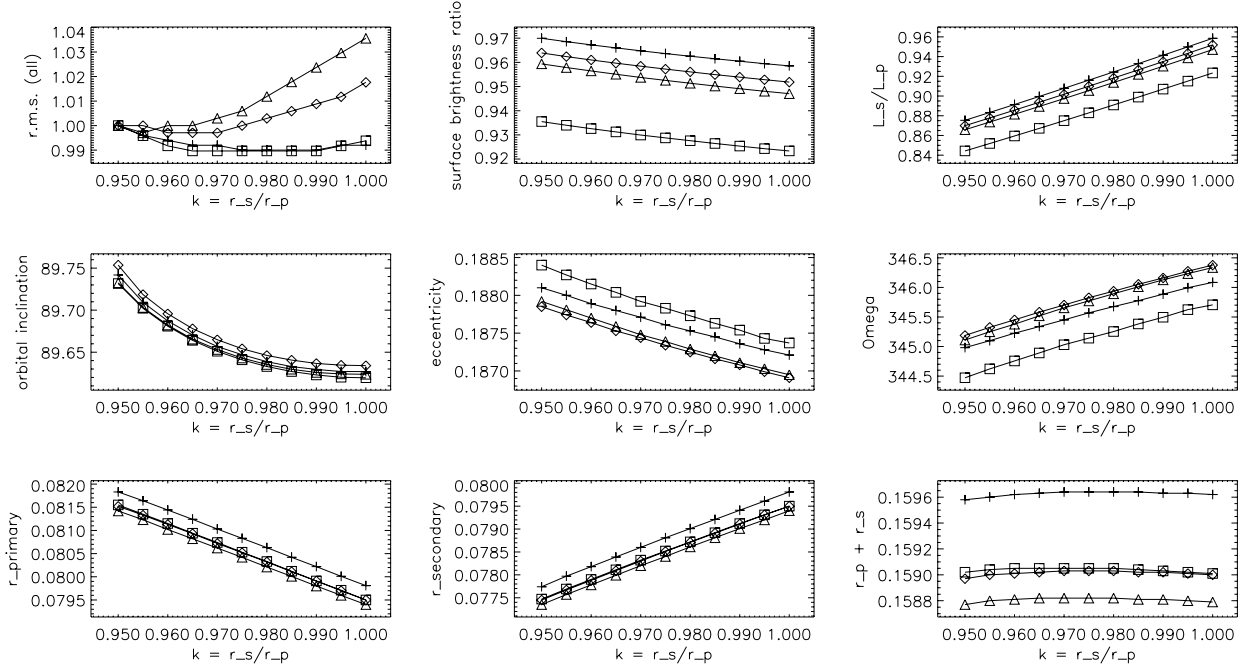 r.m.s. (all)
1.04
1.03
1.02
1.00
0.99
0.950 0.960 0.970 0.980 0.990 1.000
k = r_s/r_p
surface brightness ratio
0.97
0.96
0.95
0.94
0.93
0.92
0.950 0.960 0.970 0.980 0.990 1.000
k = r_s/r_p
L_s/L_p
0.96
0.94
0.92
0.90
0.88
0.86
0.84
0.950 0.960 0.970 0.980 0.990 1.000
k = r_s/r_p
orbital inclination
89.75
89.70
89.65
0.950 0.960 0.970 0.980 0.990 1.000
k = r_s/r_p
eccentricity
0.1885
0.1880
0.1875
0.1870
0.950 0.960 0.970 0.980 0.990 1.000
k = r_s/r_p
Omega
346.5
346.0
345.5
345.0
344.5
0.950 0.960 0.970 0.980 0.990 1.000
k = r_s/r_p
r_primary
0.0820
0.0815
0.0810
0.0805
0.0800
0.0795
0.950 0.960 0.970 0.980 0.990 1.000
k = r_s/r_p
r_secondary
0.0800
0.0795
0.0790
0.0785
0.0780
0.0775
0.950 0.960 0.970 0.980 0.990 1.000
k = r_s/r_p
r_p + r_s
0.1596
0.1594
0.1592
0.1590
0.1588
0.950 0.960 0.970 0.980 0.990 1.000
k = r_s/r_p